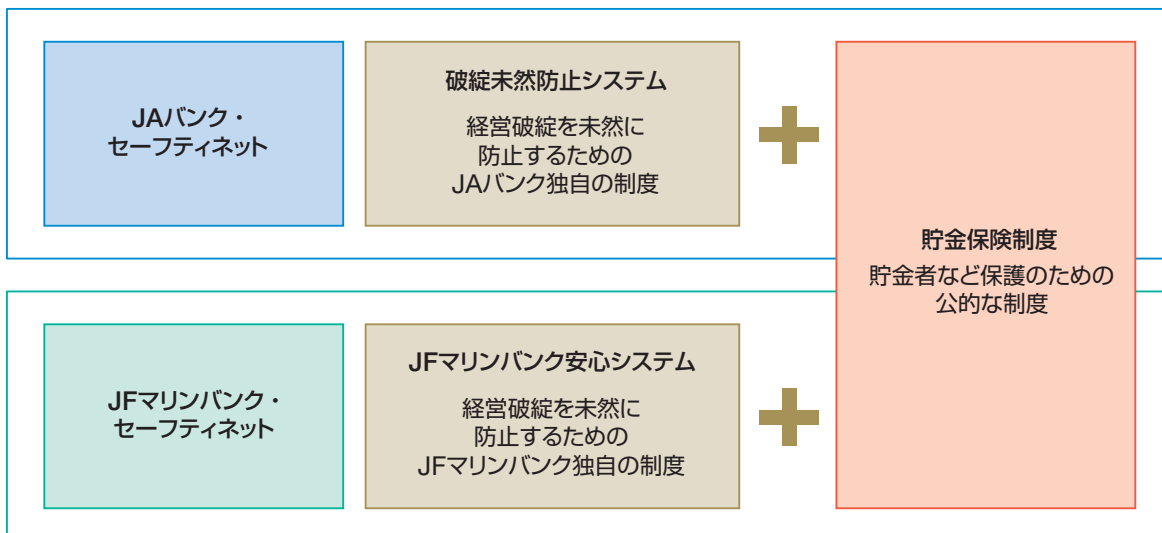 JAバンク・
セーフティネット
破綻未然防止システム
経営破綻を未然に
防止するための
JAバンク独自の制度
貯金保険制度
貯金者など保護のための
公的な制度
JFマリンバンク・
セーフティネット
JFマリンバンク安心システム
経営破綻を未然に
防止するための
JFマリンバンク独自の制度